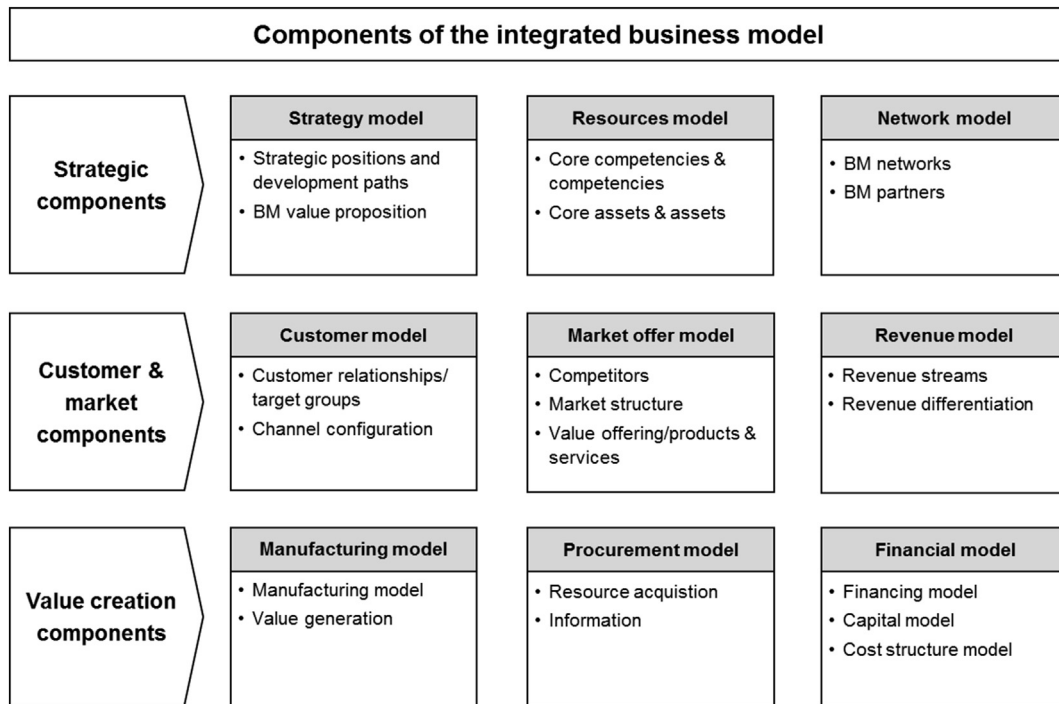 Components of the integrated business model
Strategic
components
Strategy model
• Strategic positions and
development paths
• BM value proposition
Resources model
• Core competencies &
competencies
• Core assets & assets
Network model
• BM networks
• BM partners
Customer &
market
components
Customer model
• Customer relationships/
target groups
• Channel configuration
Market offer model
• Competitors
• Market structure
• Value offering/products &
services
Revenue model
• Revenue streams
• Revenue differentiation
Value creation
components
Manufacturing model
• Manufacturing model
• Value generation
Procurement model
• Resource acquistion
• Information
Financial model
• Financing model
• Capital model
• Cost structure model